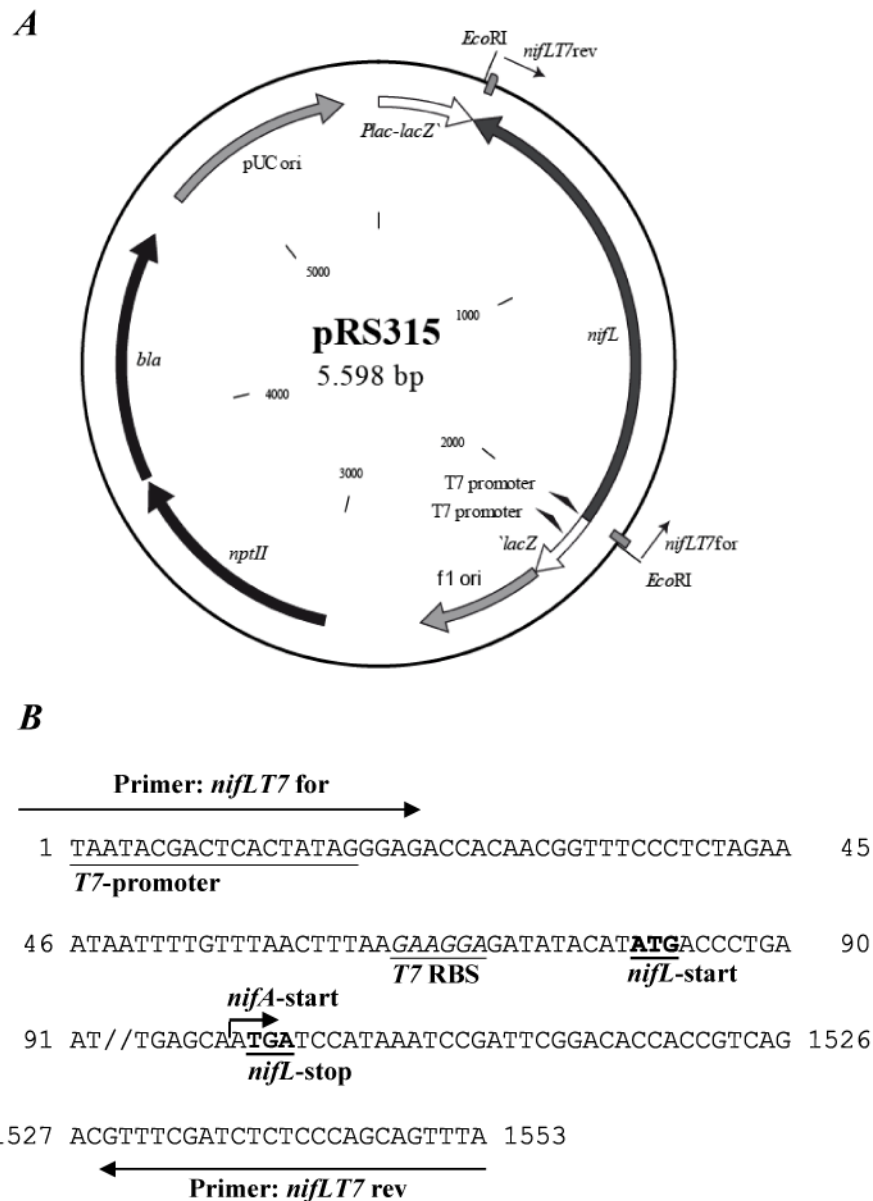 A
EcoRI
nifLT7rev
Plac-lacZ`
pUC ori
5000
1000
nifL
pRS315
5.598 bp
bla
4000
2000
3000
T7 promoter
T7 promoter
`lacZ
nifLT7for
EcoRI
nptII
f1 ori
B
Primer: nifLT7 for
1 TAATACGACTCACTATAGGGAGACCACAACGGTTTCCCTCTAGAA 45
T7-promoter
46 ATAATTTTGTTTAACTTTAAGAAGGAGATATACATATGACCCTGA 90
T7 RBS nifL-start
nifA-start
91 AT//TGAGCAATGATCCATAAATCCGATTCGGACACCACCGTCAG 1526
nifL-stop
1527 ACGTTTCGATCTCTCCCAGCAGTTTA 1553
Primer: nifLT7 rev